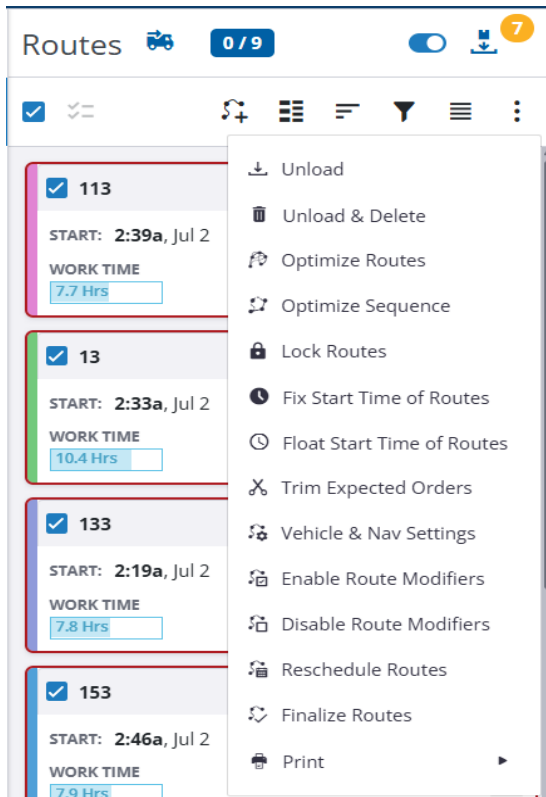 Routes 0 / 9 7
113
START: 2:39a, Jul 2
WORK TIME
7.7 Hrs
13
START: 2:33a, Jul 2
WORK TIME
10.4 Hrs
133
START: 2:19a, Jul 2
WORK TIME
7.8 Hrs
153
START: 2:46a, Jul 2
WORK TIME
7.9 Hrs
Unload
Unload & Delete
Optimize Routes
Optimize Sequence
Lock Routes
Fix Start Time of Routes
Float Start Time of Routes
Trim Expected Orders
Vehicle & Nav Settings
Enable Route Modifiers
Disable Route Modifiers
Reschedule Routes
Finalize Routes
Print